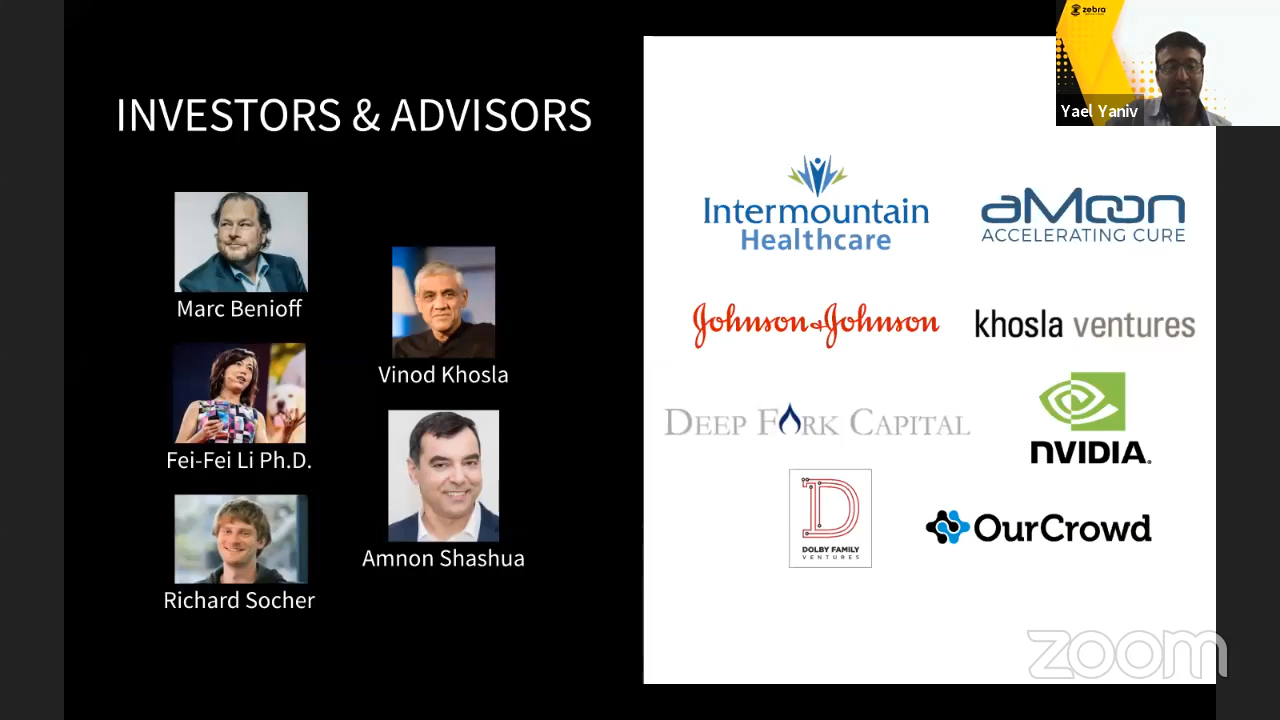 INVESTORS & ADVISORS
Marc Benioff
Vinod Khosla
Fei-Fei Li Ph.D.
Amnon Shashua
Richard Socher
zebra
Yael Yaniv
Intermountain
Healthcare
aMoon
ACCELERATING CURE
Johnson & Johnson
khosla ventures
DEEP FORK CAPITAL
NVIDIA.
D
DOLBY FAMILY
VENTURES
OurCrowd
zoom